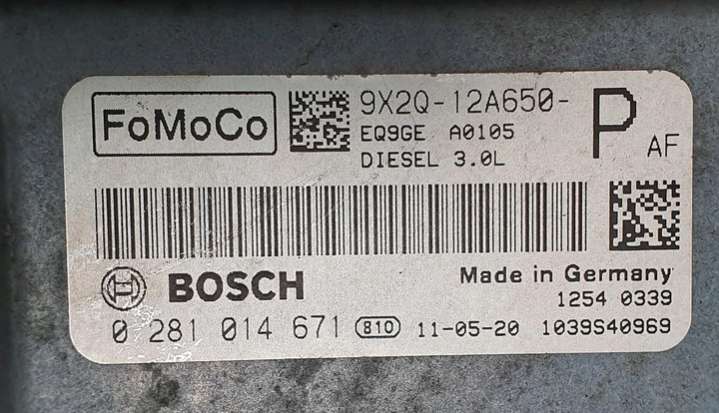 FoMoCo
9X2Q-12A650- P AF
EQ9GE A0105
DIESEL 3.0L
BOSCH
Made in Germany
1254 0339
0 281 014 671 810 11-05-20 1039S40969